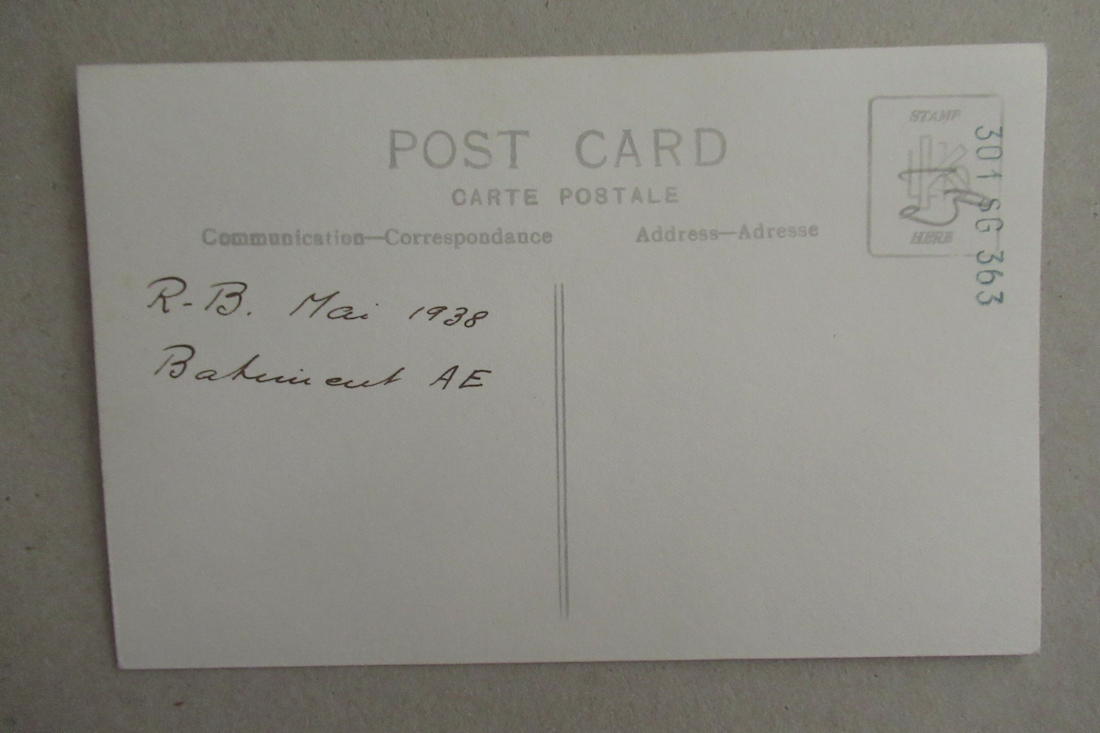 POST CARD
CARTE POSTALE
Communication—Correspondance
Address—Adresse
STAMP
HERE
301 SG 363
R-B. Mai 1938
Batiment AE